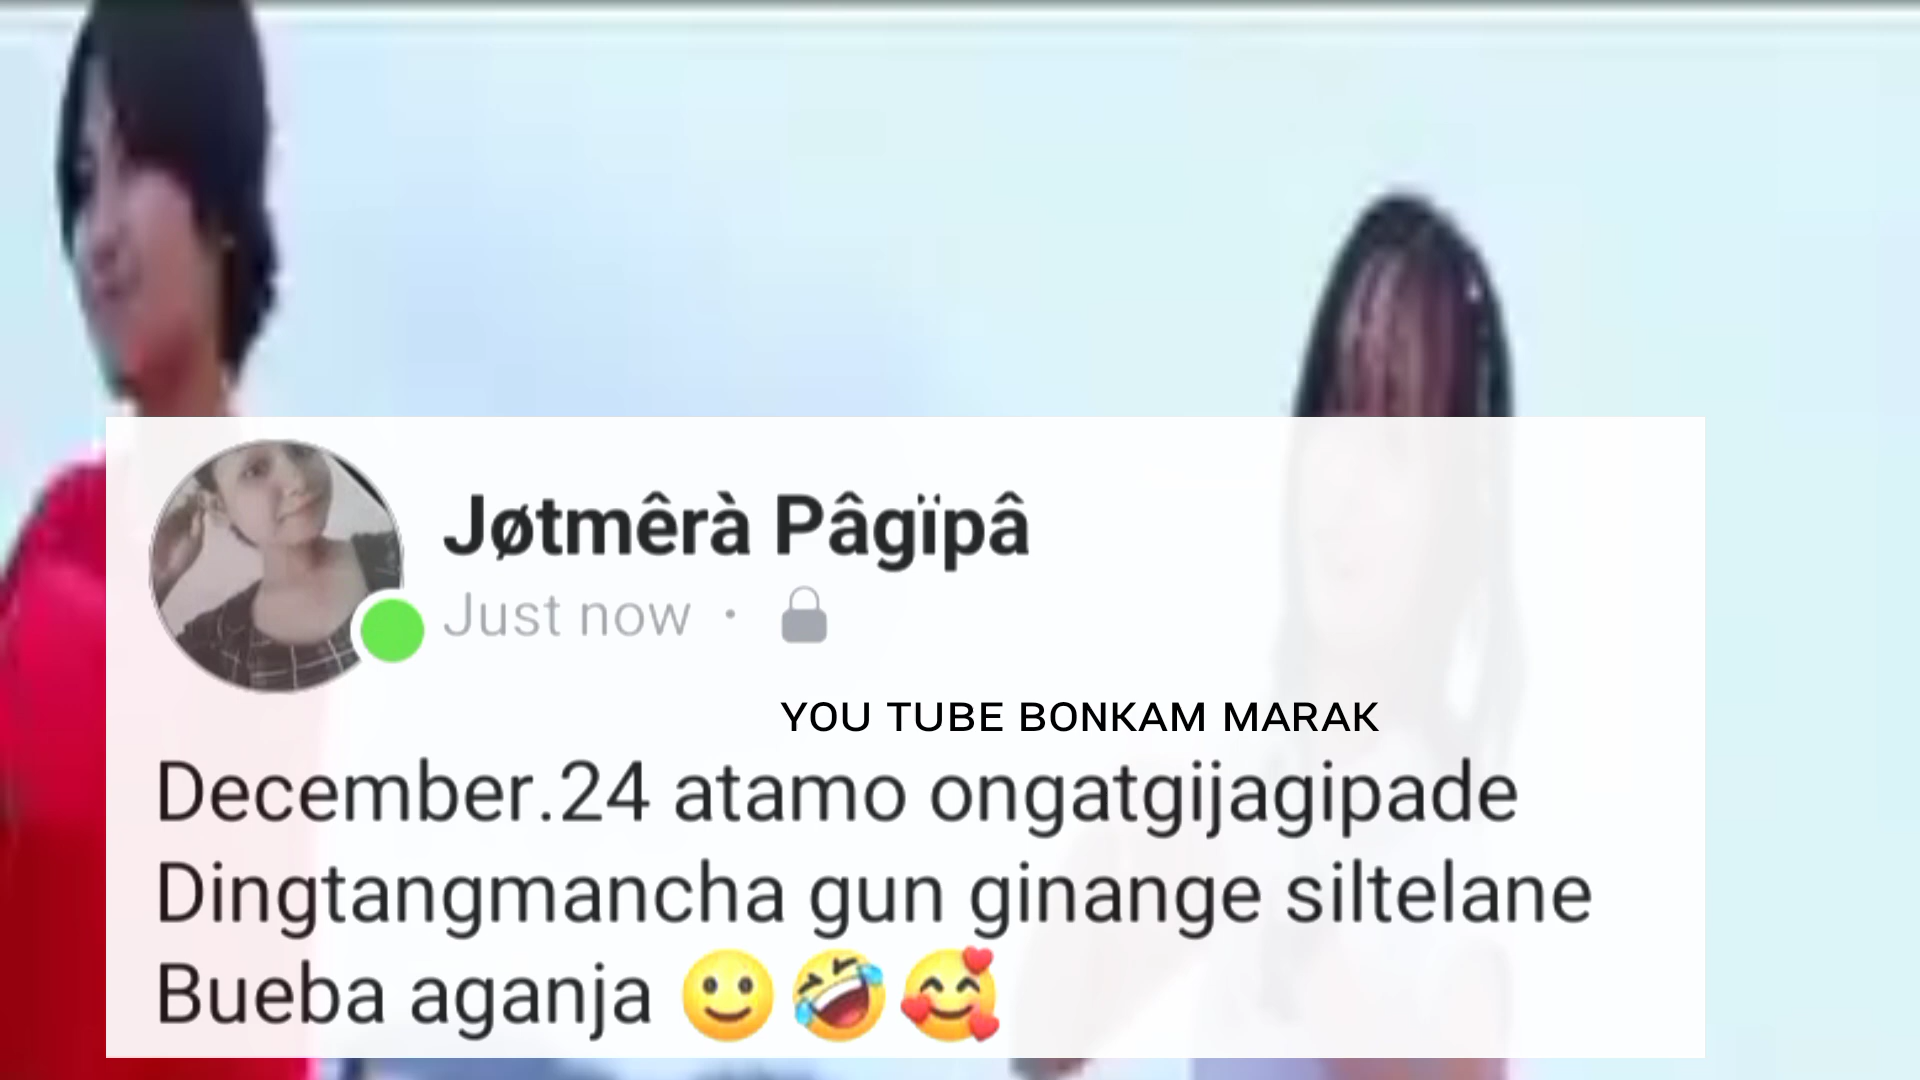 Jøtmêrà Pâgïpâ
Just now ·
YOU TUBE BONKAM MARAK
December.24 atamo ongatgijagipade
Dingtangmancha gun ginange siltelane
Bueba aganja 🙂🤣🥰